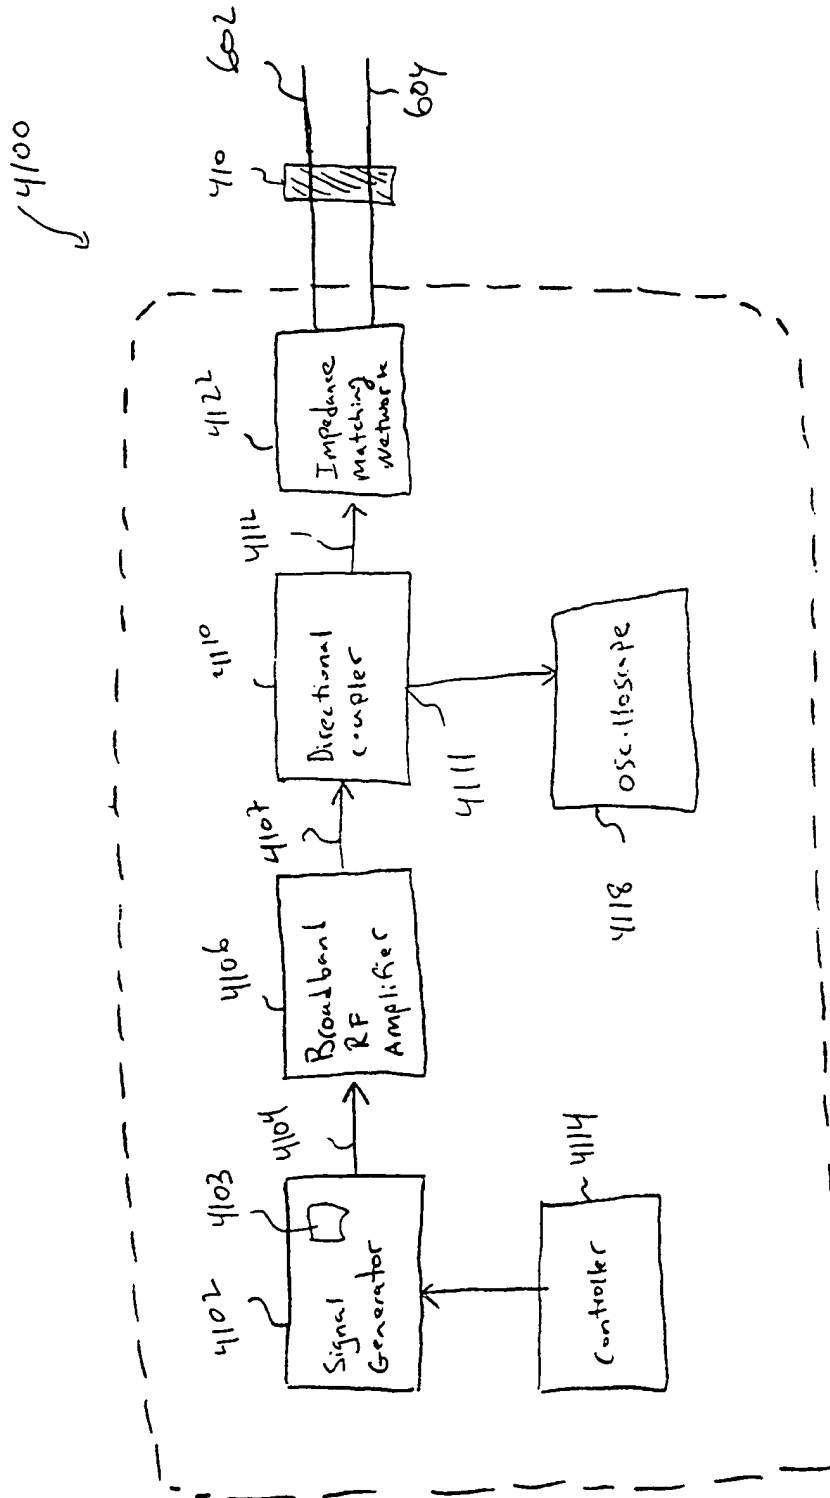 4100
4102
4103
Signal
Generator
4104
4106
Broadband
RF
Amplifier
4107
4110
Directional
coupler
4111
4112
4122
Impedance
Matching
Network
410
602
604
4114
Controller
4118
Oscilloscope